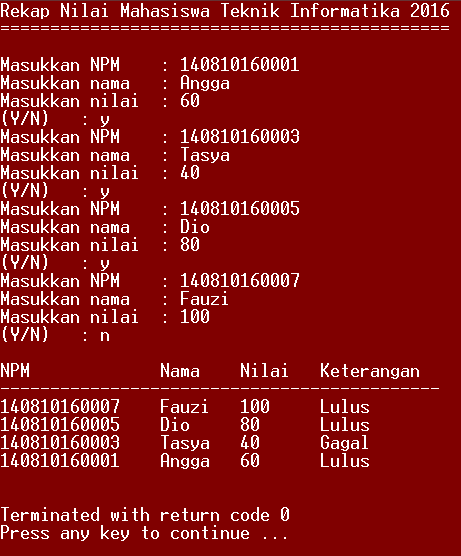 Rekap Nilai Mahasiswa Teknik Informatika 2016
=============================================
Masukkan NPM    : 140810160001
Masukkan nama   : Angga
Masukkan nilai  : 60
(Y/N)   : y
Masukkan NPM    : 140810160003
Masukkan nama   : Tasya
Masukkan nilai  : 40
(Y/N)   : y
Masukkan NPM    : 140810160005
Masukkan nama   : Dio
Masukkan nilai  : 80
(Y/N)   : y
Masukkan NPM    : 140810160007
Masukkan nama   : Fauzi
Masukkan nilai  : 100
(Y/N)   : n
NPM             Nama    Nilai   Keterangan
--------------------------------------------
140810160007    Fauzi   100     Lulus
140810160005    Dio     80      Lulus
140810160003    Tasya   40      Gagal
140810160001    Angga   60      Lulus
Terminated with return code 0
Press any key to continue ...